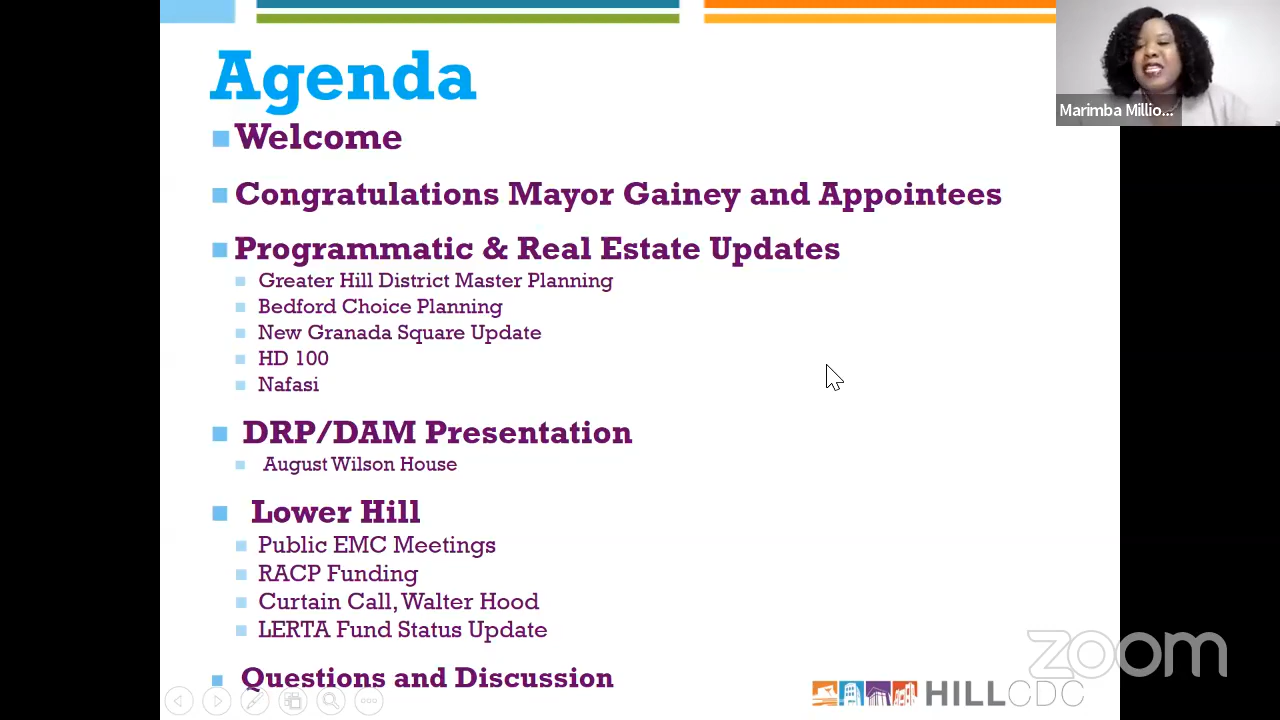 Agenda
Marimba Millio...
Welcome
Congratulations Mayor Gainey and Appointees
Programmatic & Real Estate Updates
Greater Hill District Master Planning
Bedford Choice Planning
New Granada Square Update
HD 100
Nafasi
DRP/DAM Presentation
August Wilson House
Lower Hill
Public EMC Meetings
RACP Funding
Curtain Call, Walter Hood
LERTA Fund Status Update
Questions and Discussion
zoom
HILLCDC